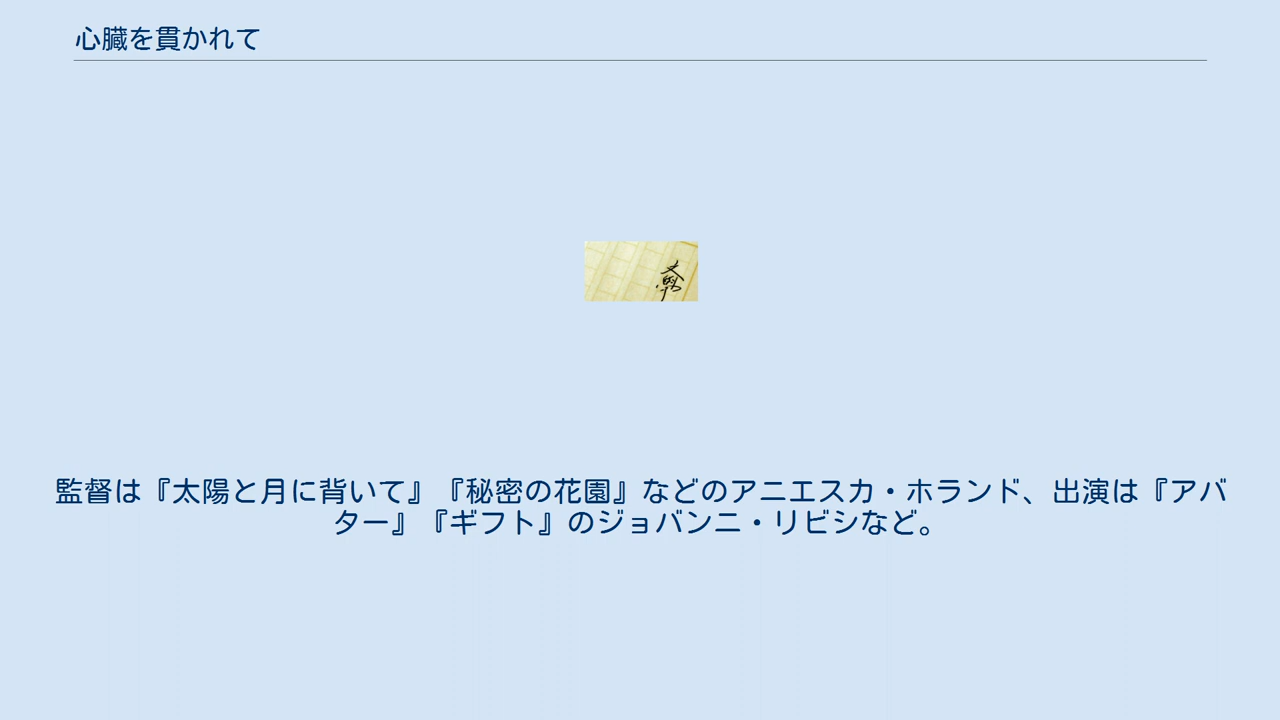 心臓を貫かれて
監督は『太陽と月に背いて』『秘密の花園』などのアニエスカ・ホランド、出演は『アバ
ター』『ギフト』のジョバンニ・リビシなど。